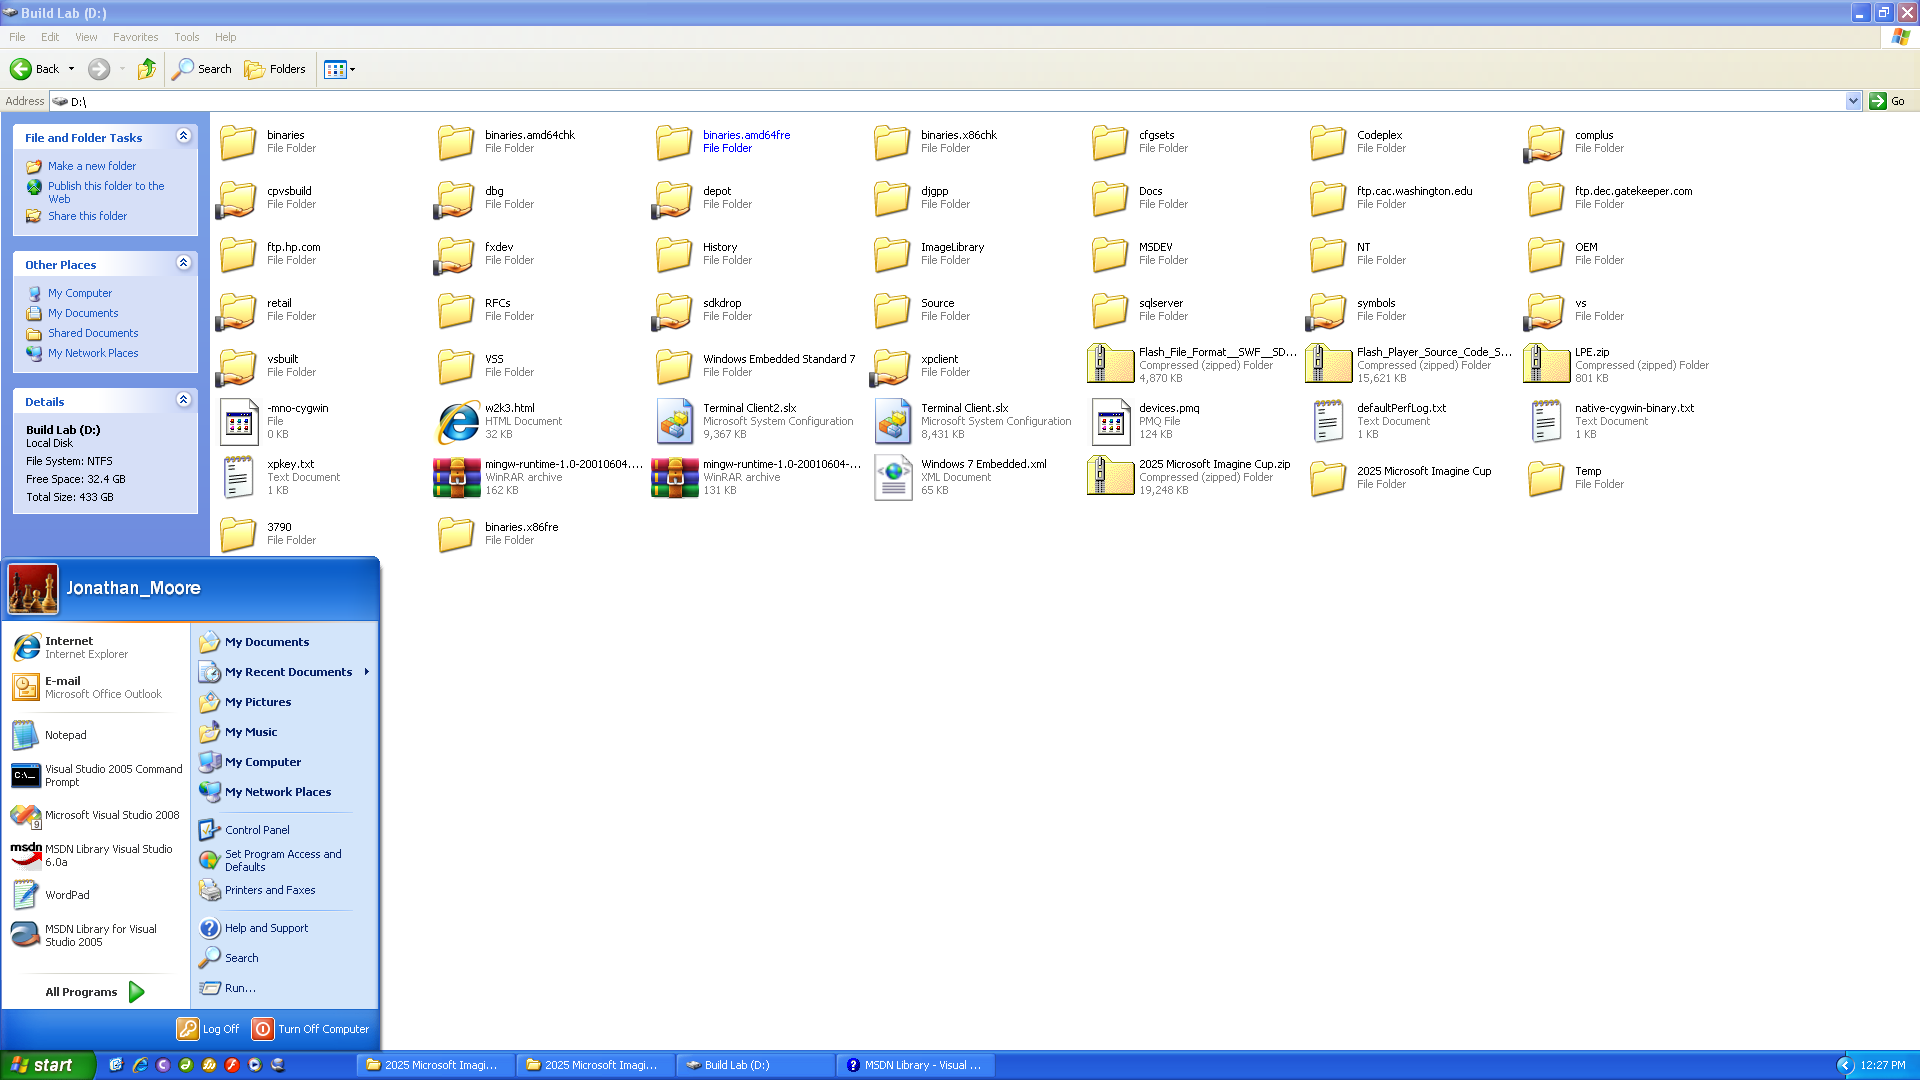 Build Lab (D:)
File Edit View Favorites Tools Help
Back Search Folders
Address D:\ Go
File and Folder Tasks
Make a new folder
Publish this folder to the
Web
Share this folder
Other Places
My Computer
My Documents
Shared Documents
My Network Places
Details
Build Lab (D:)
Local Disk
File System: NTFS
Free Space: 32.4 GB
Total Size: 433 GB
binaries
File Folder
binaries.amd64chk
File Folder
binaries.amd64fre
File Folder
binaries.x86chk
File Folder
cfgsets
File Folder
Codeplex
File Folder
complus
File Folder
cpvsbuild
File Folder
dbg
File Folder
depot
File Folder
djgpp
File Folder
Docs
File Folder
ftp.cac.washington.edu
File Folder
ftp.dec.gatekeeper.com
File Folder
ftp.hp.com
File Folder
fxdev
File Folder
History
File Folder
ImageLibrary
File Folder
MSDEV
File Folder
NT
File Folder
OEM
File Folder
retail
File Folder
RFCs
File Folder
sdkdrop
File Folder
Source
File Folder
sqlserver
File Folder
symbols
File Folder
vs
File Folder
vsbuilt
File Folder
VSS
File Folder
Windows Embedded Standard 7
File Folder
xpclient
File Folder
Flash_File_Format__SWF__SD...
Compressed (zipped) Folder
4,870 KB
Flash_Player_Source_Code_S...
Compressed (zipped) Folder
15,621 KB
LPE.zip
Compressed (zipped) Folder
801 KB
-mno-cygwin
File
0 KB
w2k3.html
HTML Document
32 KB
Terminal Client2.slx
Microsoft System Configuration
9,367 KB
Terminal Client.slx
Microsoft System Configuration
8,431 KB
devices.pmq
PMQ File
124 KB
defaultPerfLog.txt
Text Document
1 KB
native-cygwin-binary.txt
Text Document
1 KB
xpkey.txt
Text Document
1 KB
mingw-runtime-1.0-20010604....
WinRAR archive
162 KB
mingw-runtime-1.0-20010604-...
WinRAR archive
131 KB
Windows 7 Embedded.xml
XML Document
65 KB
2025 Microsoft Imagine Cup.zip
Compressed (zipped) Folder
19,248 KB
2025 Microsoft Imagine Cup
File Folder
Temp
File Folder
3790
File Folder
binaries.x86fre
File Folder
Jonathan_Moore
Internet
Internet Explorer
E-mail
Microsoft Office Outlook
Notepad
C:\_
Visual Studio 2005 Command
Prompt
9
Microsoft Visual Studio 2008
msdn
MSDN Library Visual Studio
6.0a
WordPad
MSDN Library for Visual
Studio 2005
All Programs
My Documents
My Recent Documents
My Pictures
My Music
My Computer
My Network Places
Control Panel
Set Program Access and
Defaults
Printers and Faxes
Help and Support
Search
Run...
Log Off Turn Off Computer
start 2025 Microsoft Imagi... 2025 Microsoft Imagi... Build Lab (D:) MSDN Library - Visual ... 12:27 PM